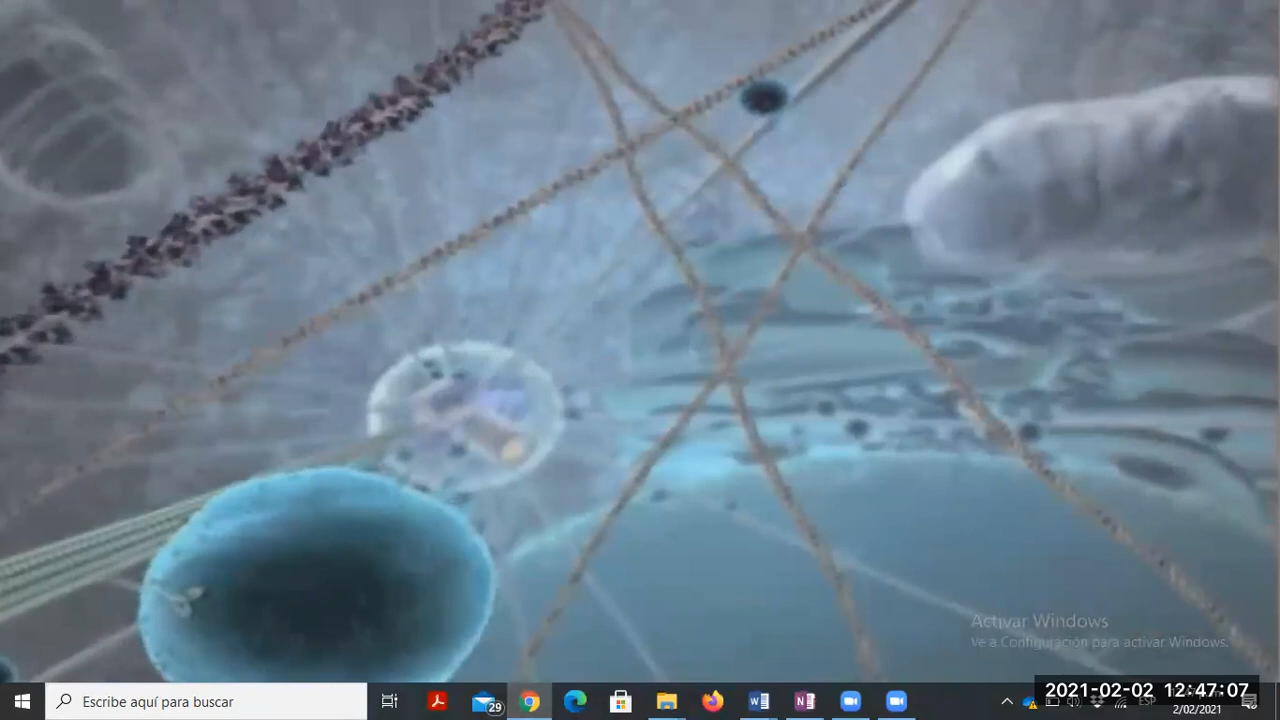 Activar Windows
Ve a Configuración para activar Windows.
Escribe aquí para buscar
29
2021-02-02 12:47:07
ESP
2/02/2021